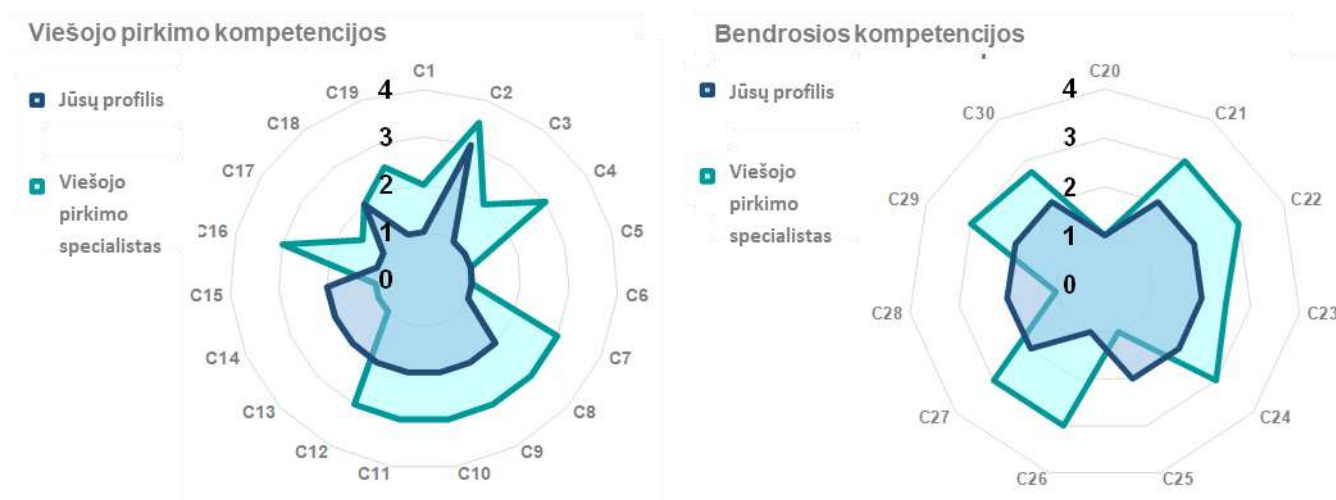 Viešojo pirkimo kompetencijos
Jūsų profilis
Viešojo
pirkimo
specialistas
C1
C2
C3
C4
C5
C6
C7
C8
C9
C10
C11
C12
C13
C14
C15
C16
C17
C18
C19
4
3
2
1
0
Bendrosios kompetencijos
Jūsų profilis
Viešojo
pirkimo
specialistas
C20
C21
C22
C23
C24
C25
C26
C27
C28
C29
C30
4
3
2
1
0